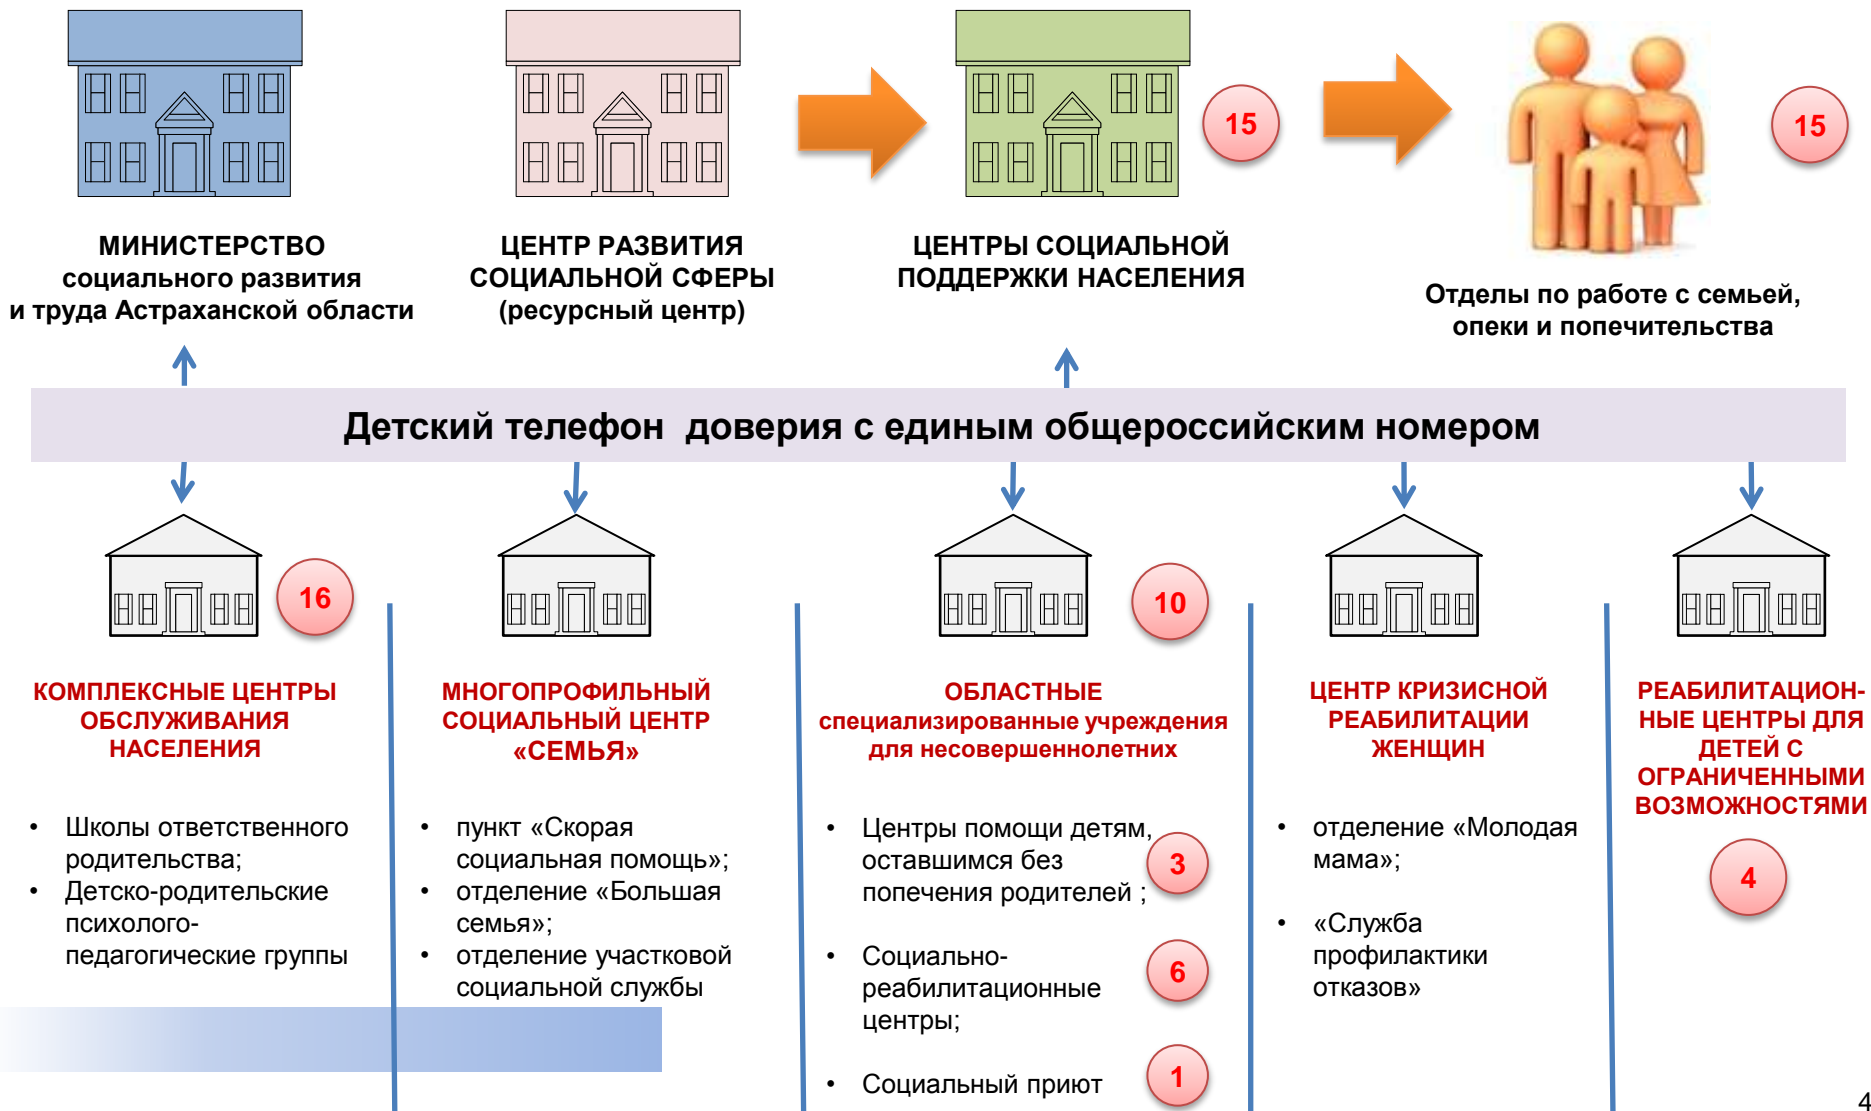 15
15
МИНИСТЕРСТВО
социального развития
и труда Астраханской области
ЦЕНТР РАЗВИТИЯ
СОЦИАЛЬНОЙ СФЕРЫ
(ресурсный центр)
ЦЕНТРЫ СОЦИАЛЬНОЙ
ПОДДЕРЖКИ НАСЕЛЕНИЯ
Отделы по работе с семьей,
опеки и попечительства
Детский телефон доверия с единым общероссийским номером
16
КОМПЛЕКСНЫЕ ЦЕНТРЫ
ОБСЛУЖИВАНИЯ
НАСЕЛЕНИЯ
• Школы ответственного
родительства;
• Детско-родительские
психолого-
педагогические группы
МНОГОПРОФИЛЬНЫЙ
СОЦИАЛЬНЫЙ ЦЕНТР
«СЕМЬЯ»
• пункт «Скорая
социальная помощь»;
• отделение «Большая
семья»;
• отделение участковой
социальной службы
10
ОБЛАСТНЫЕ
специализированные учреждения
для несовершеннолетних
• Центры помощи детям,
оставшимся без
попечения родителей ;
3
• Социально-
реабилитационные
центры;
6
• Социальный приют
1
ЦЕНТР КРИЗИСНОЙ
РЕАБИЛИТАЦИИ
ЖЕНЩИН
• отделение «Молодая
мама»;
• «Служба
профилактики
отказов»
РЕАБИЛИТАЦИОН-
НЫЕ ЦЕНТРЫ ДЛЯ
ДЕТЕЙ С
ОГРАНИЧЕННЫМИ
ВОЗМОЖНОСТЯМИ
4
4